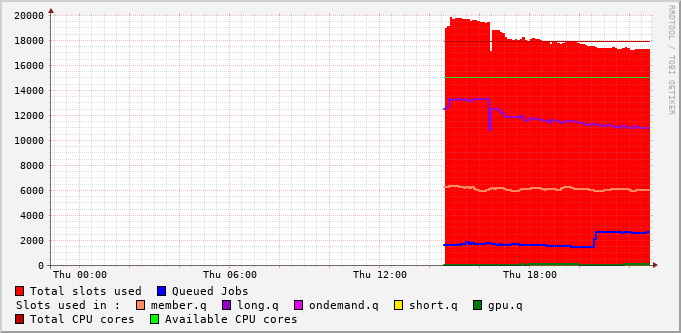 RRDTOOL / TOBI OETIKER
20000
18000
16000
14000
12000
10000
8000
6000
4000
2000
0
Thu 00:00 Thu 06:00 Thu 12:00 Thu 18:00
Total slots used Queued Jobs
Slots used in : member.q long.q ondemand.q short.q gpu.q
Total CPU cores Available CPU cores